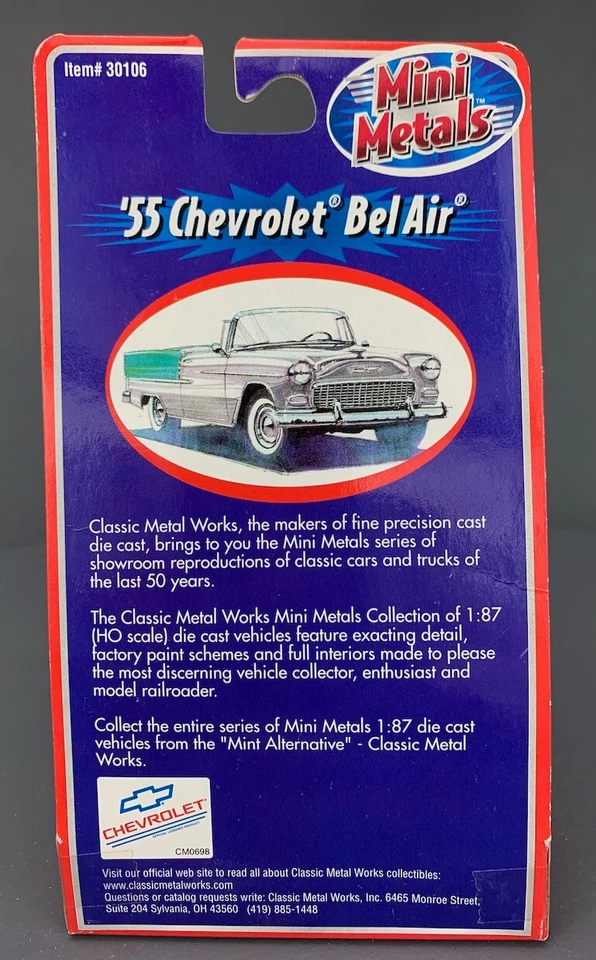 Item# 30106
Mini
Metals™
'55 Chevrolet® Bel Air®
Classic Metal Works, the makers of fine precision cast
die cast, brings to you the Mini Metals series of
showroom reproductions of classic cars and trucks of
the last 50 years.
The Classic Metal Works Mini Metals Collection of 1:87
(HO scale) die cast vehicles feature exacting detail,
factory paint schemes and full interiors made to please
the most discerning vehicle collector, enthusiast and
model railroader.
Collect the entire series of Mini Metals 1:87 die cast
vehicles from the "Mint Alternative" - Classic Metal
Works.
CHEVROLET
CM0698
Visit our official web site to read all about Classic Metal Works collectibles:
www.classicmetalworks.com
Questions or catalog requests write: Classic Metal Works, Inc. 6465 Monroe Street,
Suite 204 Sylvania, OH 43560 (419) 885-1448